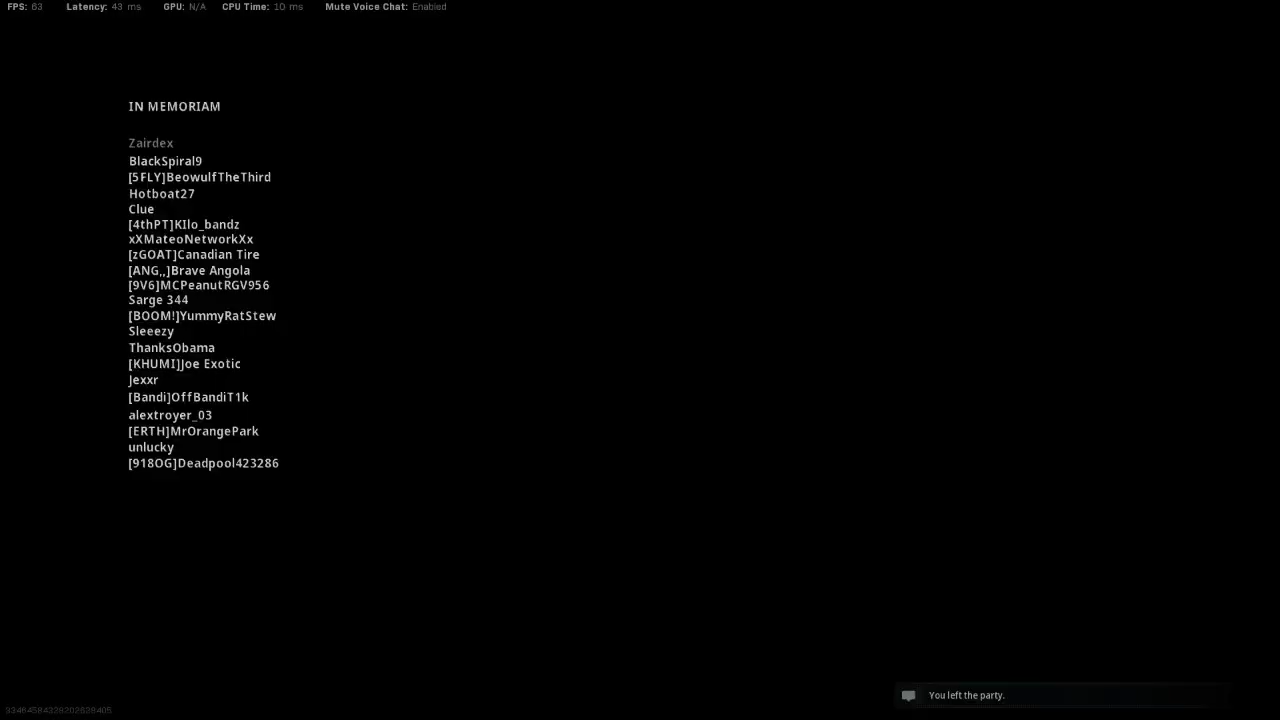 FPS: 63 Latency: 43 ms GPU: N/A CPU Time: 10 ms Mute Voice Chat: Enabled
IN MEMORIAM
Zairdex
BlackSpiral9
[5FLY]BeowulfTheThird
Hotboat27
Clue
[4thPT]KIlo_bandz
xXMateoNetworkXx
[zGOAT]Canadian Tire
[ANG,,]Brave Angola
[9V6]MCPeanutRGV956
Sarge 344
[BOOM!]YummyRatStew
Sleeezy
ThanksObama
[KHUMI]Joe Exotic
Jexxr
[Bandi]OffBandiT1k
alextroyer_03
[ERTH]MrOrangePark
unlucky
[918OG]Deadpool423286
You left the party.